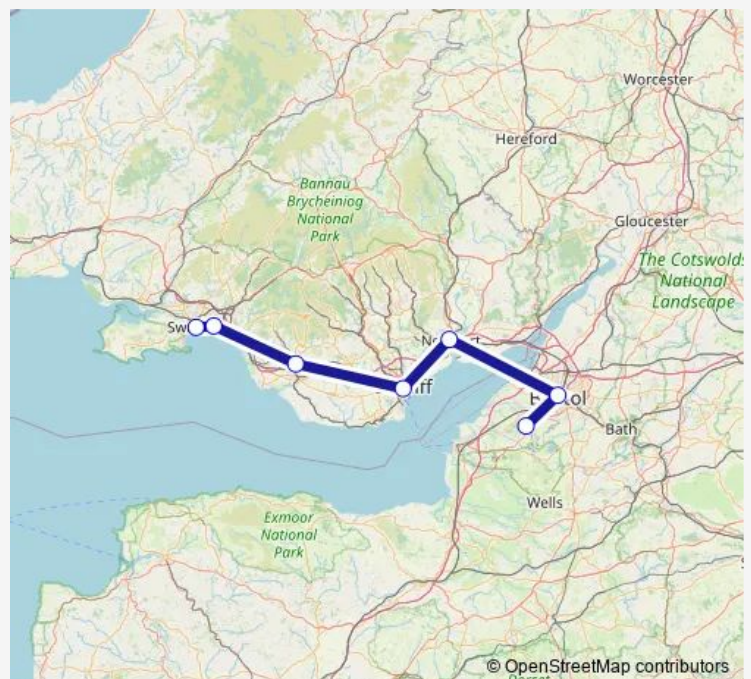 Worcester
Hereford
Bannau
Brycheiniog
National
Park
Gloucester
The Cotswolds
National
Landscape
Bath
Wells
Exmoor
National
Park
© OpenStreetMap contributors